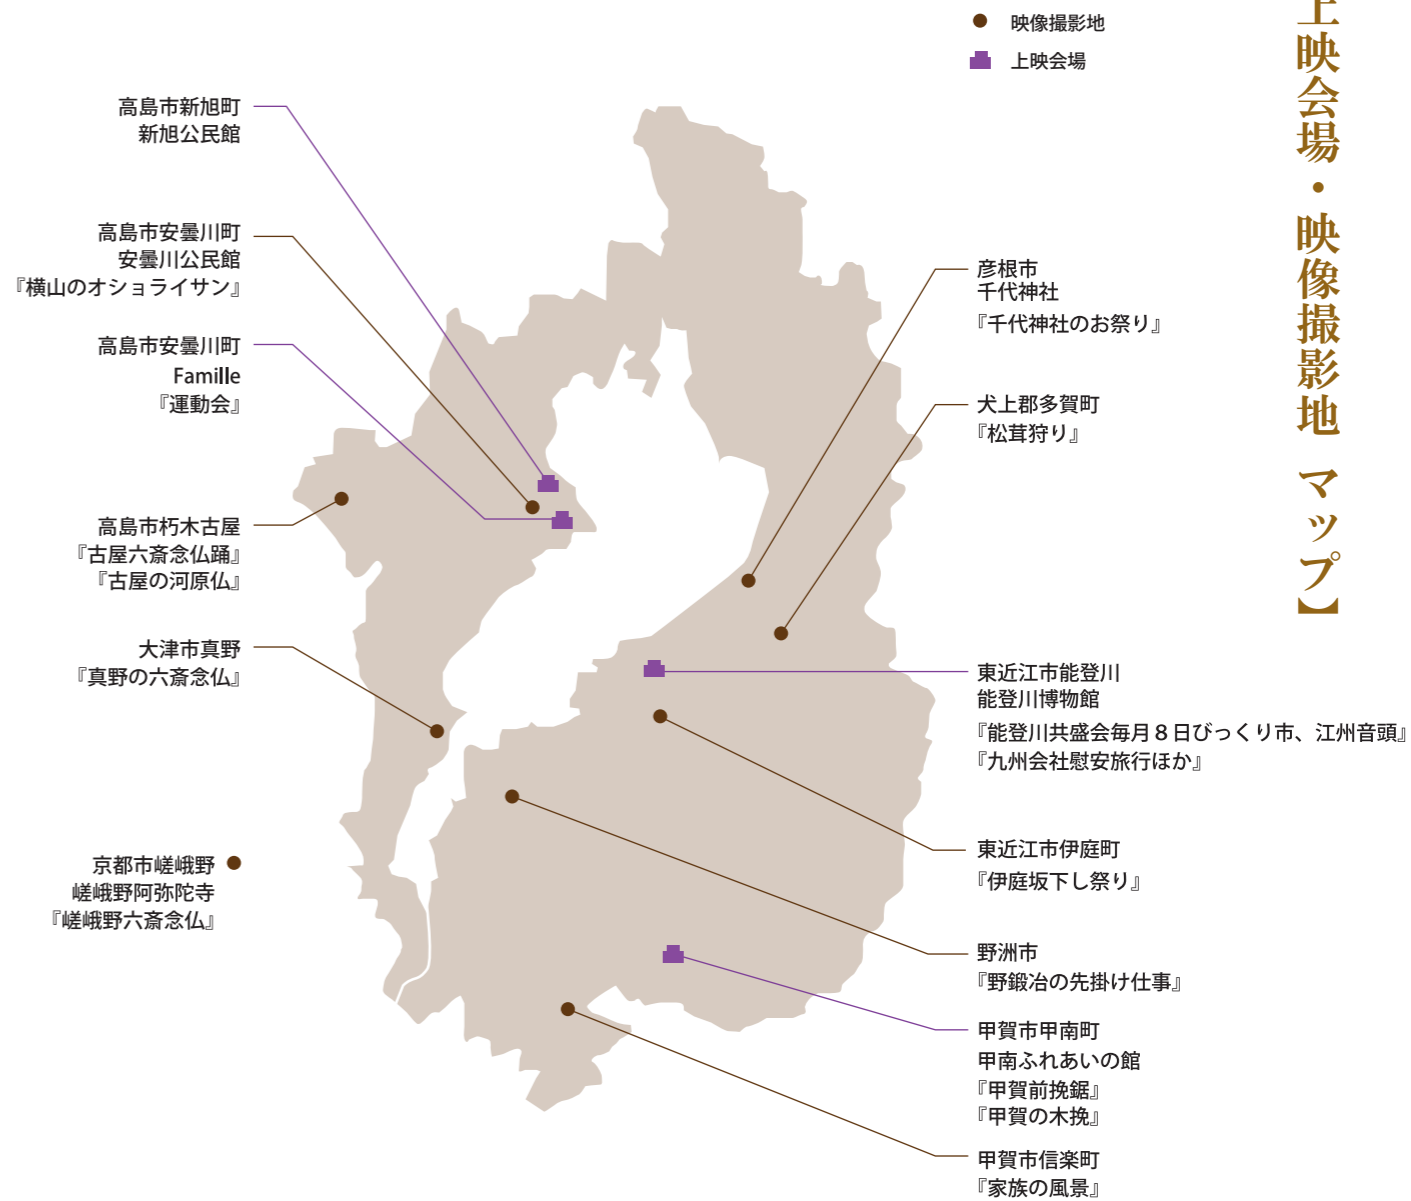 上映会場・映像撮影地 マップ】
映像撮影地
上映会場
高島市新旭町
新旭公民館
高島市安曇川町
安曇川公民館
『横山のオショライサン』
高島市安曇川町
Famille
『運動会』
高島市朽木古屋
『古屋六斎念仏踊』
『古屋の河原仏』
大津市真野
『真野の六斎念仏』
京都市嵯峨野
嵯峨野阿弥陀寺
『嵯峨野六斎念仏』
彦根市
千代神社
『千代神社のお祭り』
犬上郡多賀町
『松茸狩り』
東近江市能登川
能登川博物館
『能登川共盛会毎月８日びっくり市、江州音頭』
『九州会社慰安旅行ほか』
東近江市伊庭町
『伊庭坂下し祭り』
野洲市
『野鍛冶の先掛け仕事』
甲賀市甲南町
甲南ふれあいの館
『甲賀前挽鋸』
『甲賀の木挽』
甲賀市信楽町
『家族の風景』